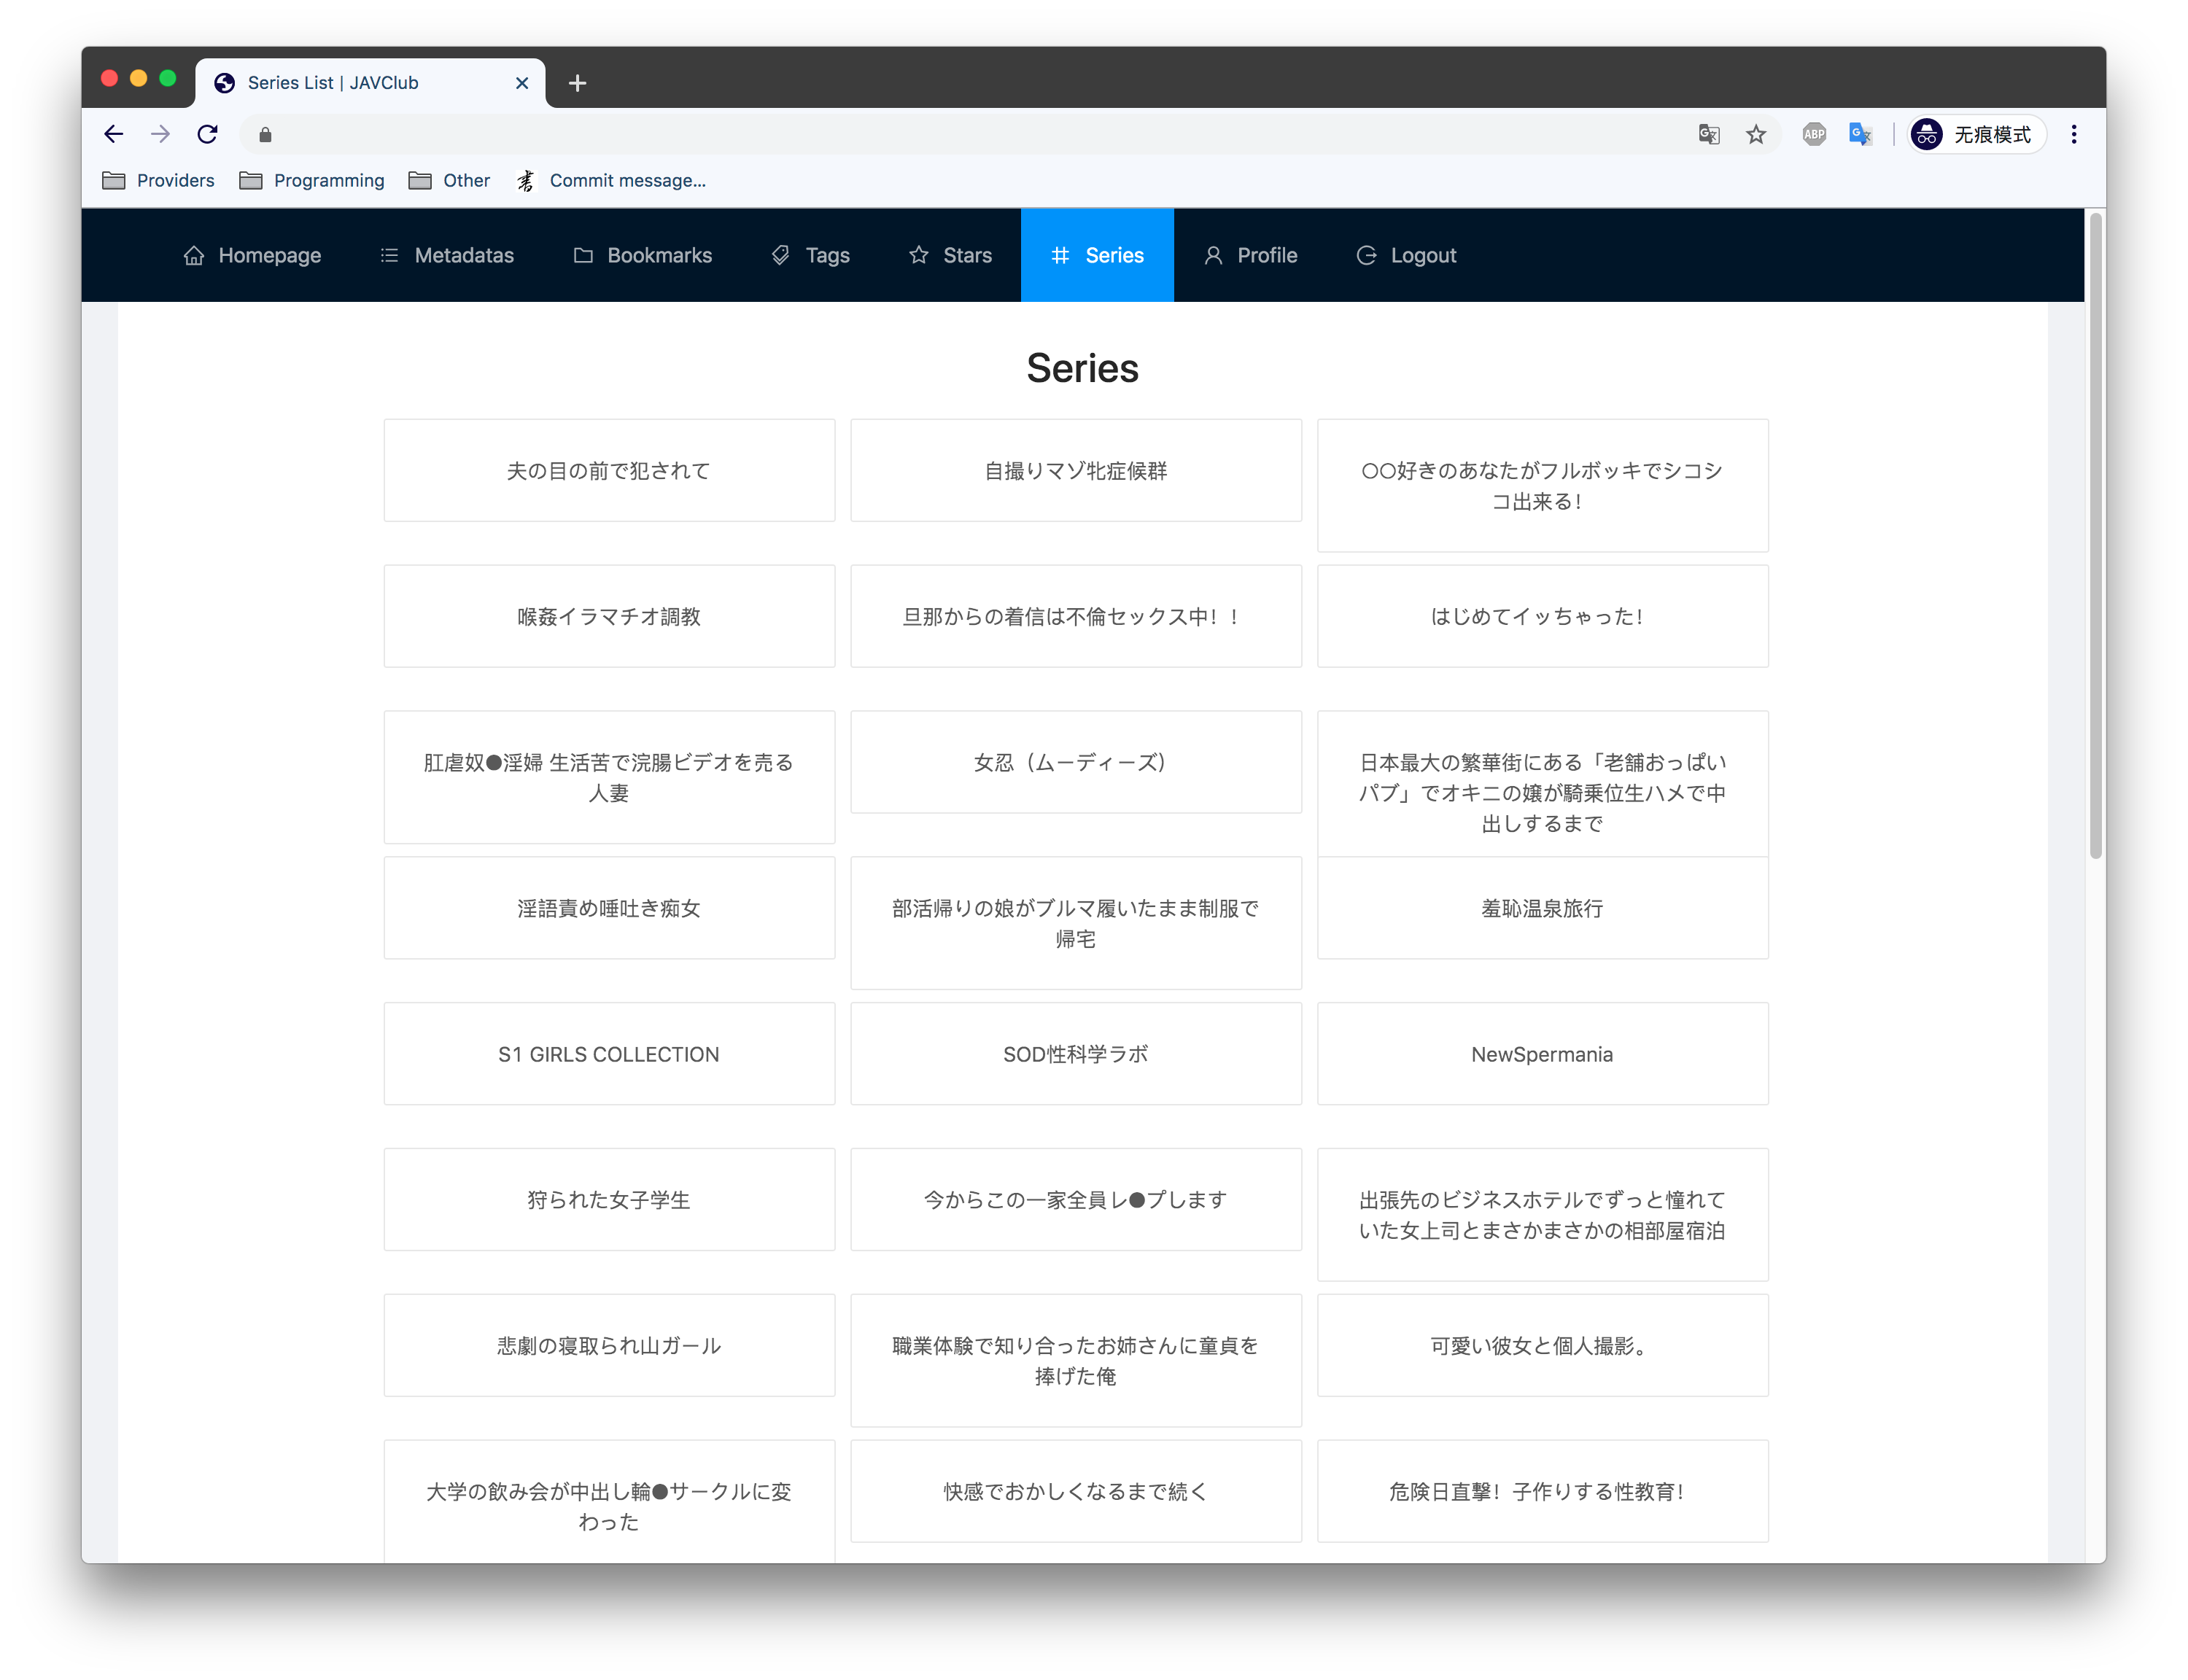 Series List | JAVClub
无痕模式
Providers
Programming
Other
书
Commit message...
Homepage
Metadatas
Bookmarks
Tags
Stars
Series
Profile
Logout
Series
夫の目の前で犯されて
自撮りマゾ牝症候群
○○好きのあなたがフルボッキでシコシ
コ出来る!
喉姦イラマチオ調教
旦那からの着信は不倫セックス中！！
はじめてイッちゃった!
肛虐奴●淫婦 生活苦で浣腸ビデオを売る
人妻
女忍（ムーディーズ）
日本最大の繁華街にある「老舗おっぱい
パブ」でオキニの嬢が騎乗位生ハメで中
出しするまで
淫語責め唾吐き痴女
部活帰りの娘がブルマ履いたまま制服で
帰宅
羞恥温泉旅行
S1 GIRLS COLLECTION
SOD性科学ラボ
NewSpermania
狩られた女子学生
今からこの一家全員レ●プします
出張先のビジネスホテルでずっと憧れて
いた女上司とまさかまさかの相部屋宿泊
悲劇の寝取られ山ガール
職業体験で知り合ったお姉さんに童貞を
捧げた俺
可愛い彼女と個人撮影。
大学の飲み会が中出し輪●サークルに変
わった
快感でおかしくなるまで続く
危険日直撃！子作りする性教育!